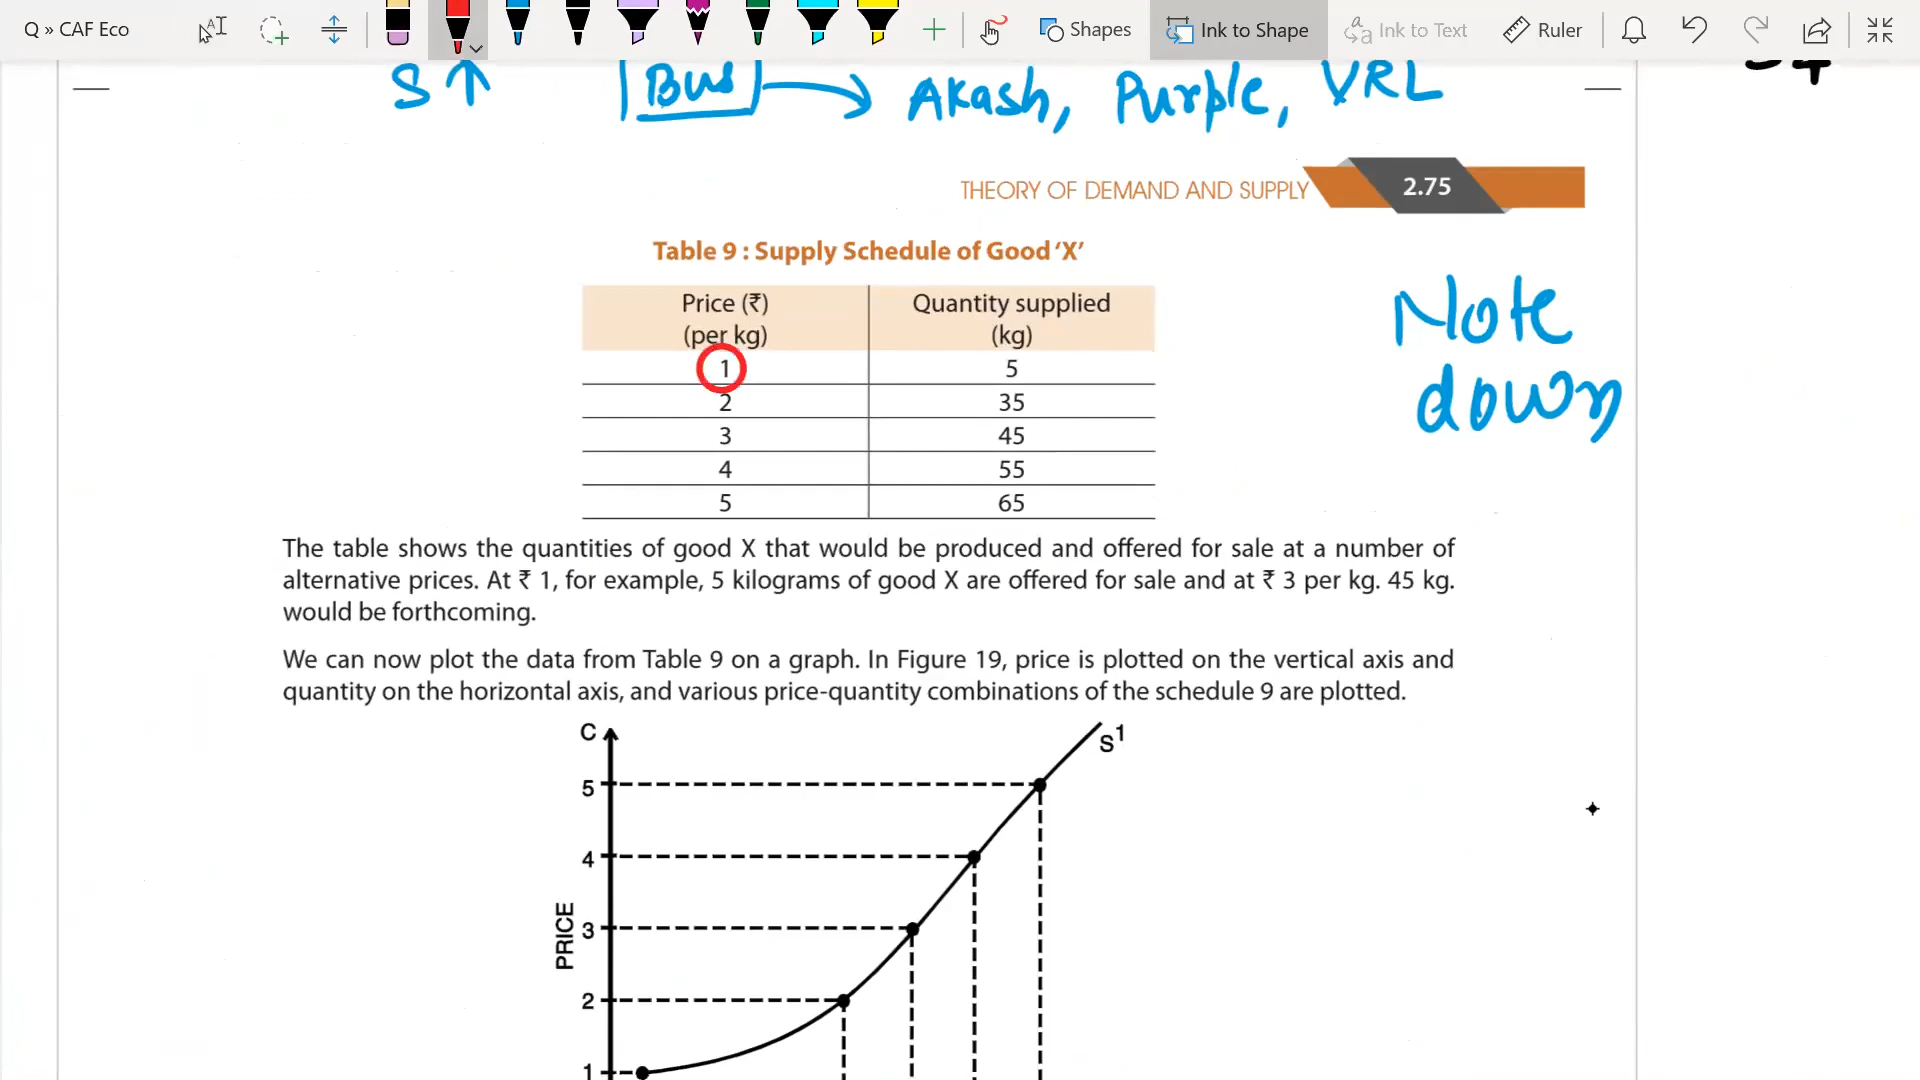 Q » CAF Eco
Shapes
Ink to Shape
Ink to Text
Ruler
S ↑ Bus → Akash, Purple, VRL
THEORY OF DEMAND AND SUPPLY 2.75
Table 9 : Supply Schedule of Good ‘X’
Price (₹) Quantity supplied
(per kg) (kg)
1 5
2 35
3 45
4 55
5 65
Note
down
The table shows the quantities of good X that would be produced and offered for sale at a number of
alternative prices. At ₹ 1, for example, 5 kilograms of good X are offered for sale and at ₹ 3 per kg. 45 kg.
would be forthcoming.
We can now plot the data from Table 9 on a graph. In Figure 19, price is plotted on the vertical axis and
quantity on the horizontal axis, and various price-quantity combinations of the schedule 9 are plotted.
C
S¹
5
4
PRICE
3
2
1